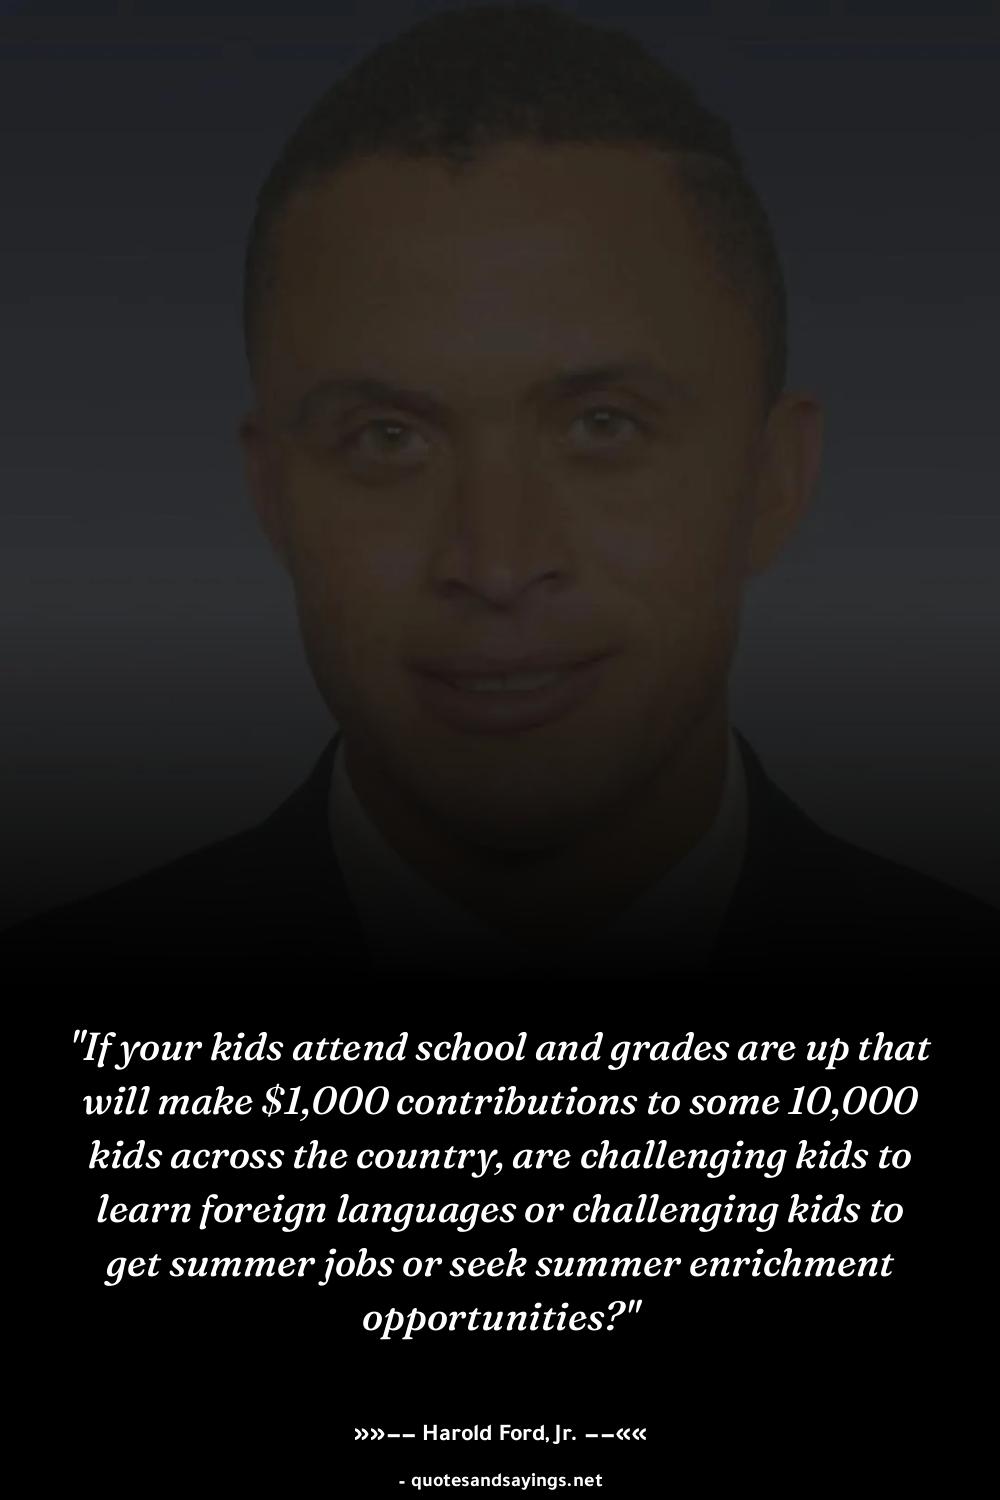 "If your kids attend school and grades are up that
will make $1,000 contributions to some 10,000
kids across the country, are challenging kids to
learn foreign languages or challenging kids to
get summer jobs or seek summer enrichment
opportunities?"
»»−− Harold Ford, Jr. −−««
- quotesandsayings.net